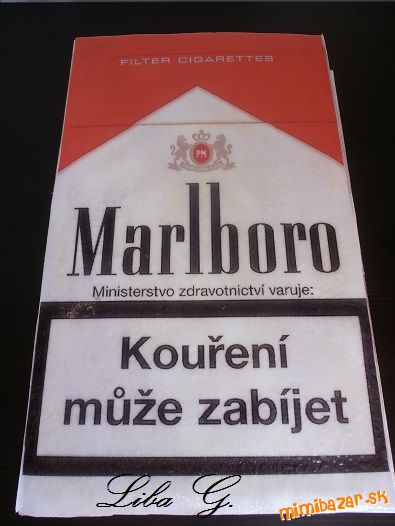 FILTER CIGARETTES
PM
Marlboro
Ministerstvo zdravotnictví varuje:
Kouření
může zabíjet
Liba G.
mimibazar.sk